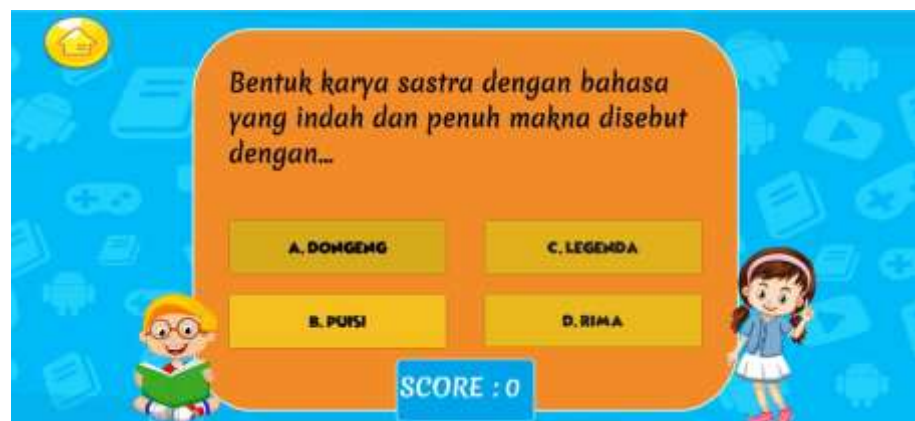 Bentuk karya sastra dengan bahasa
yang indah dan penuh makna disebut
dengan...
A. DONGENG
C. LEGENDA
B. PUISI
D. RIMA
SCORE : 0